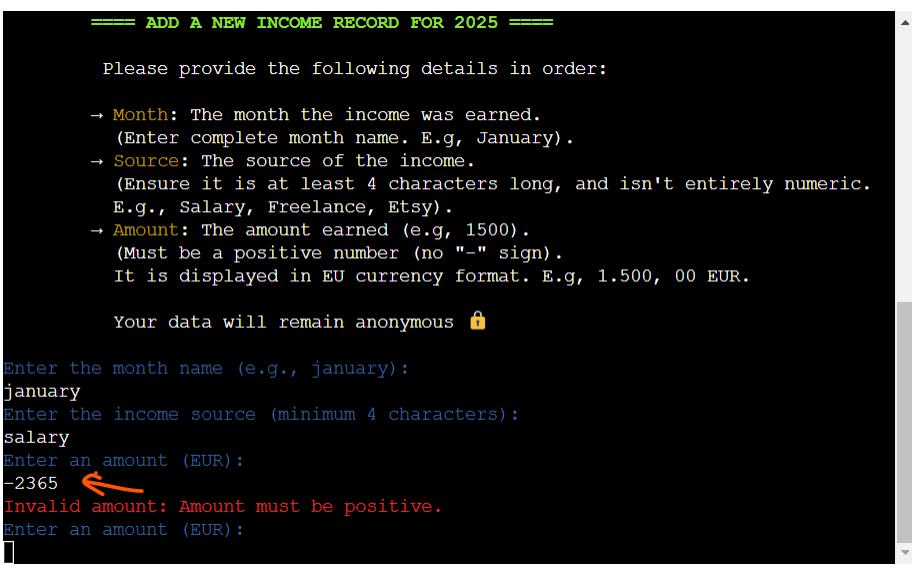 ==== ADD A NEW INCOME RECORD FOR 2025 ====
Please provide the following details in order:
→ Month: The month the income was earned.
(Enter complete month name. E.g, January).
→ Source: The source of the income.
(Ensure it is at least 4 characters long, and isn't entirely numeric.
E.g., Salary, Freelance, Etsy).
→ Amount: The amount earned (e.g, 1500).
(Must be a positive number (no "-" sign).
It is displayed in EU currency format. E.g, 1.500, 00 EUR.
Your data will remain anonymous 🔒
Enter the month name (e.g., january):
january
Enter the income source (minimum 4 characters):
salary
Enter an amount (EUR):
-2365
Invalid amount: Amount must be positive.
Enter an amount (EUR):